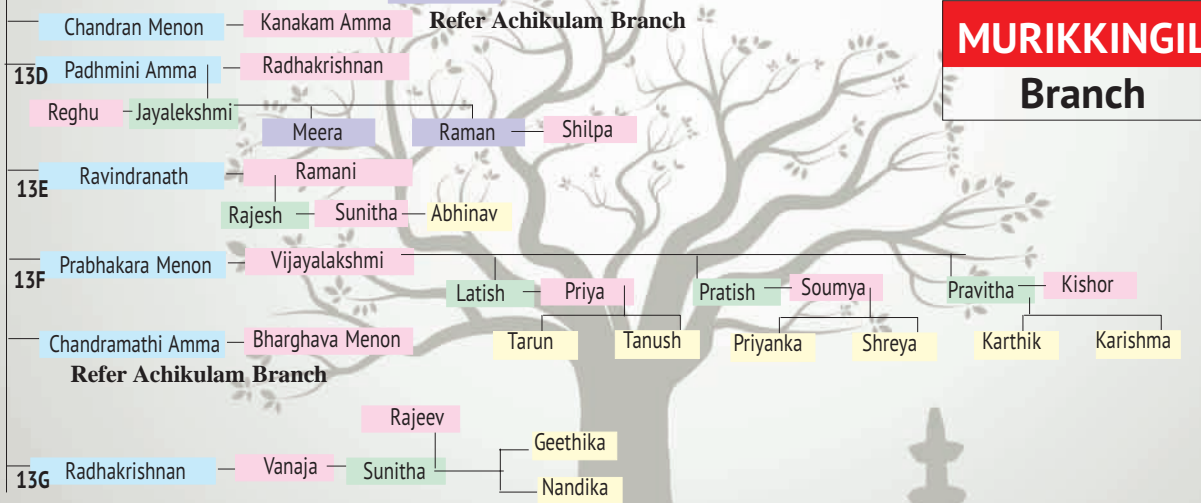 Refer Achikulam Branch
MURIKKINGIL
Branch
Chandran Menon Kanakam Amma
13D Padhmini Amma Radhakrishnan
Reghu Jayalekshmi Meera Raman Shilpa
13E Ravindranath Ramani
Rajesh Sunitha Abhinav
13F Prabhakara Menon Vijayalakshmi
Latish Priya Pratish Soumya Pravitha Kishor
Tarun Tanush Priyanka Shreya Karthik Karishma
Chandramathi Amma Bharghava Menon
Refer Achikulam Branch
Rajeev
Geethika
13G Radhakrishnan Vanaja Sunitha
Nandika